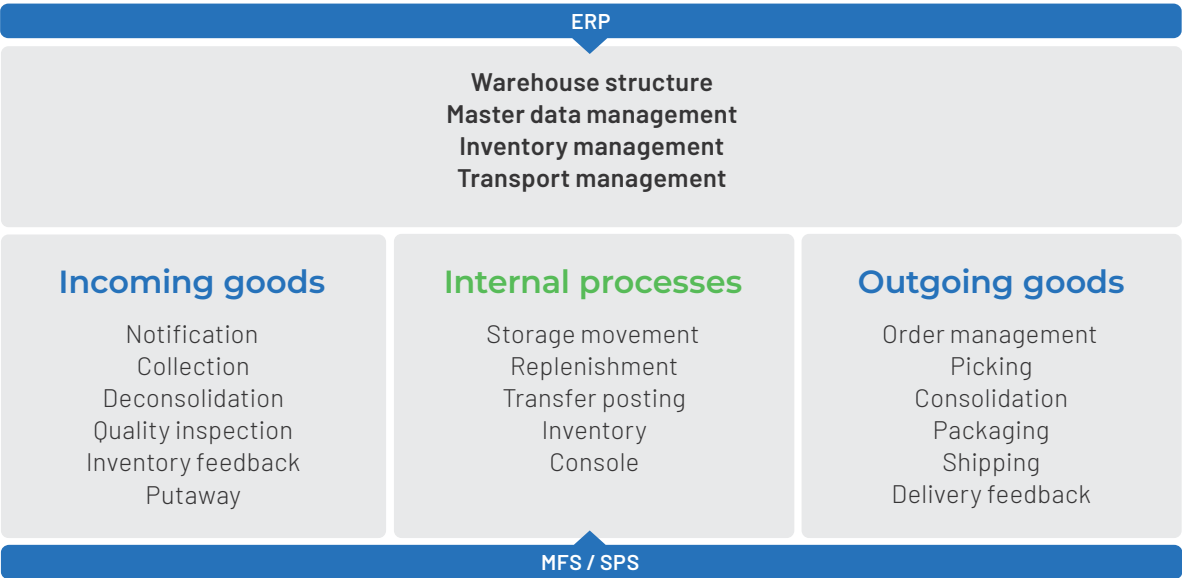 ERP
Warehouse structure
Master data management
Inventory management
Transport management
Incoming goods
Notification
Collection
Deconsolidation
Quality inspection
Inventory feedback
Putaway
Internal processes
Storage movement
Replenishment
Transfer posting
Inventory
Console
Outgoing goods
Order management
Picking
Consolidation
Packaging
Shipping
Delivery feedback
MFS / SPS